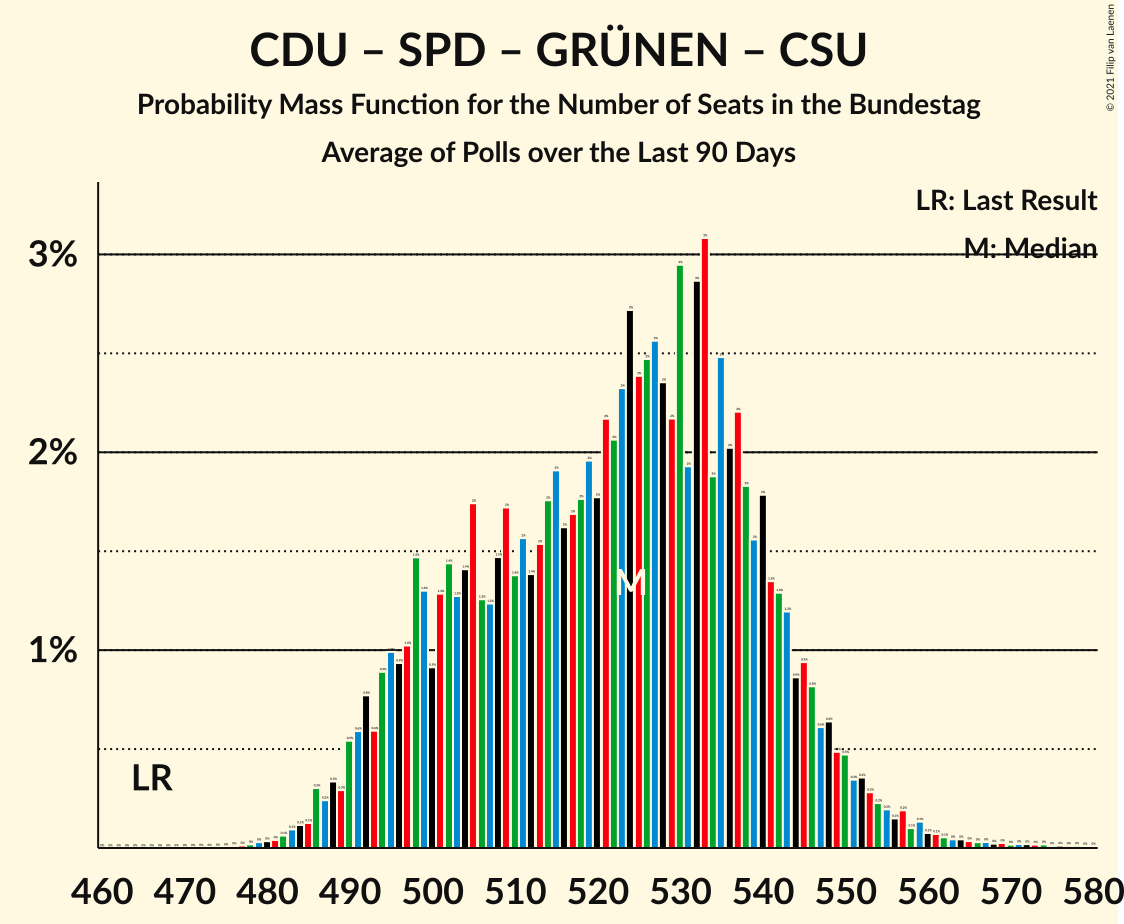 CDU – SPD – GRÜNEN – CSU
Probability Mass Function for the Number of Seats in the Bundestag
Average of Polls over the Last 90 Days
© 2021 Filip van Laenen
LR: Last Result
M: Median
3%
2%
1%
M
LR
460 470 480 490 500 510 520 530 540 550 560 570 580